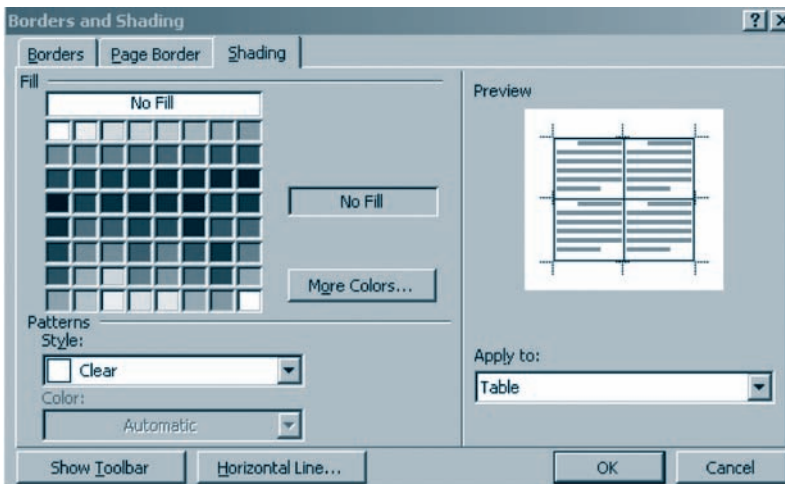 Borders and Shading
Borders
Page Border
Shading
Fill
No Fill
No Fill
More Colors...
Patterns
Style:
Clear
Color:
Automatic
Preview
Apply to:
Table
Show Toolbar
Horizontal Line...
OK
Cancel